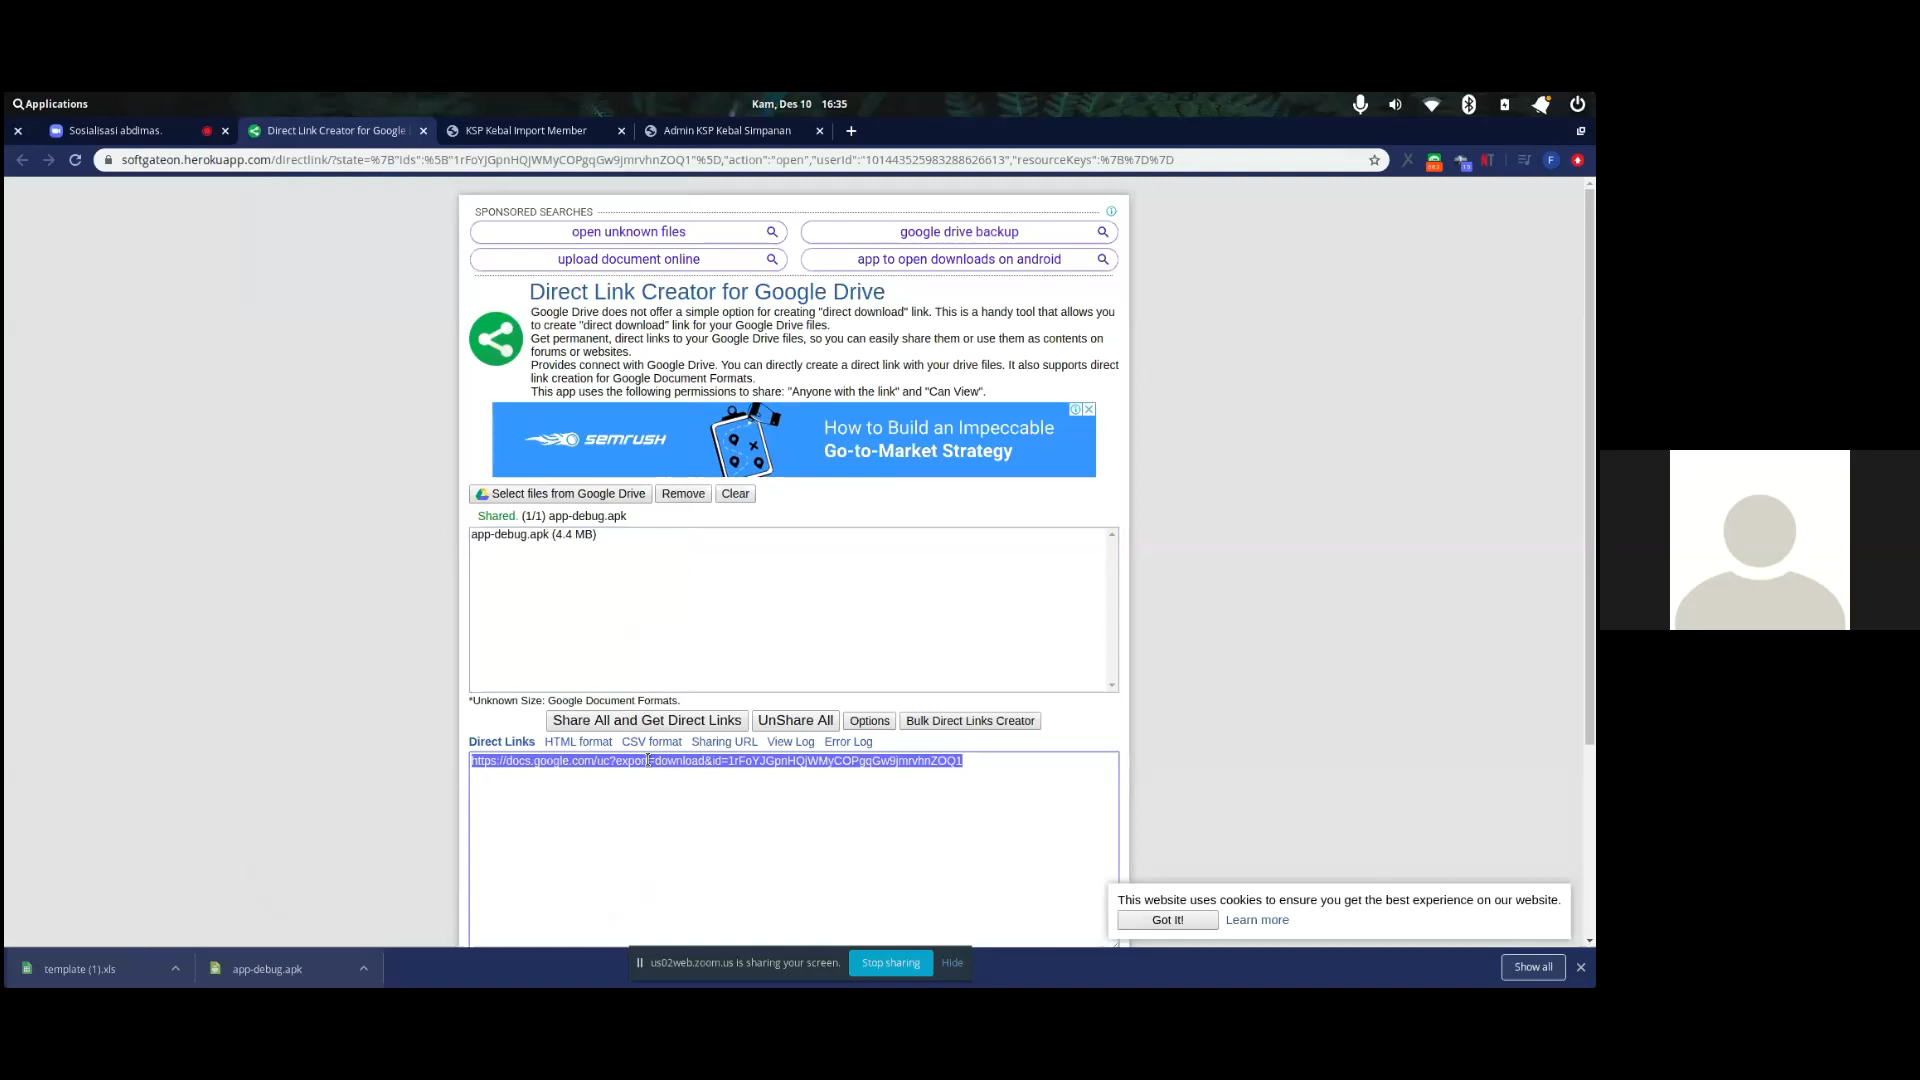 Applications
Kam, Des 10 16:35
Sosialisasi abdimas.
Direct Link Creator for Google
KSP Kebal Import Member
Admin KSP Kebal Simpanan
softgateon.herokuapp.com/directlink/?state=%7B"ids":%5B"1rFoYJGpnHQJWMyCOPgqGw9jmrvhnZOQ1"%5D,"action":"open","userId":"101443525983288626613","resourceKeys":%7B%7D%7D
F
SPONSORED SEARCHES
open unknown files
google drive backup
upload document online
app to open downloads on android
Direct Link Creator for Google Drive
Google Drive does not offer a simple option for creating "direct download" link. This is a handy tool that allows you
to create "direct download" link for your Google Drive files.
Get permanent, direct links to your Google Drive files, so you can easily share them or use them as contents on
forums or websites.
Provides connect with Google Drive. You can directly create a direct link with your drive files. It also supports direct
link creation for Google Document Formats.
This app uses the following permissions to share: "Anyone with the link" and "Can View".
SEMRUSH
How to Build an Impeccable
Go-to-Market Strategy
Select files from Google Drive
Remove
Clear
Shared. (1/1) app-debug.apk
app-debug.apk (4.4 MB)
*Unknown Size: Google Document Formats.
Share All and Get Direct Links
UnShare All
Options
Bulk Direct Links Creator
Direct Links
HTML format
CSV format
Sharing URL
View Log
Error Log
https://docs.google.com/uc?export=download&id=1rFoYJGpnHQjWMyCOPgqGw9jmrvhnZOQ1
This website uses cookies to ensure you get the best experience on our website.
Got It!
Learn more
template (1).xls
app-debug.apk
us02web.zoom.us is sharing your screen.
Stop sharing
Hide
Show all